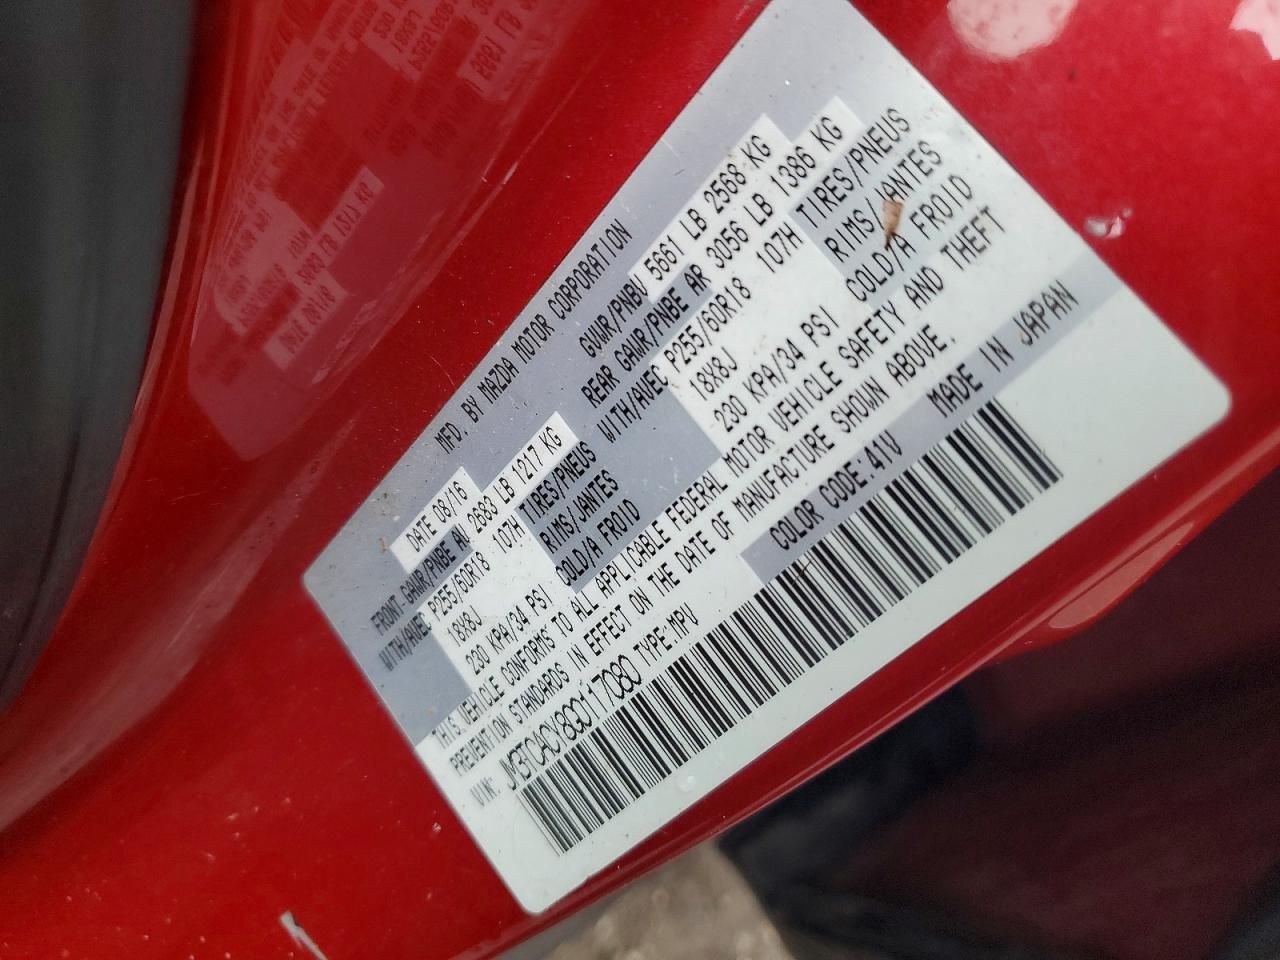 MFD. BY MAZDA MOTOR CORPORATION
DATE 08/16 GVWR/PNBV 5661 LB 2568 KG
FRONT-GAWR/PNBE AV 2683 LB 1217 KG REAR GAWR/PNBE AR 3056 LB 1386 KG
WITH/AVEC P255/60R18 107H TIRES/PNEUS WITH/AVEC P255/60R18 107H TIRES/PNEUS
18X8J RIMS/JANTES 18X8J RIMS/JANTES
230 KPA/34 PSI COLD/A FROID 230 KPA/34 PSI COLD/A FROID
THIS VEHICLE CONFORMS TO ALL APPLICABLE FEDERAL MOTOR VEHICLE SAFETY AND THEFT
PREVENTION STANDARDS IN EFFECT ON THE DATE OF MANUFACTURE SHOWN ABOVE.
VIN: JM3TCACY8G0117080 TYPE:MPV COLOR CODE:41V MADE IN JAPAN